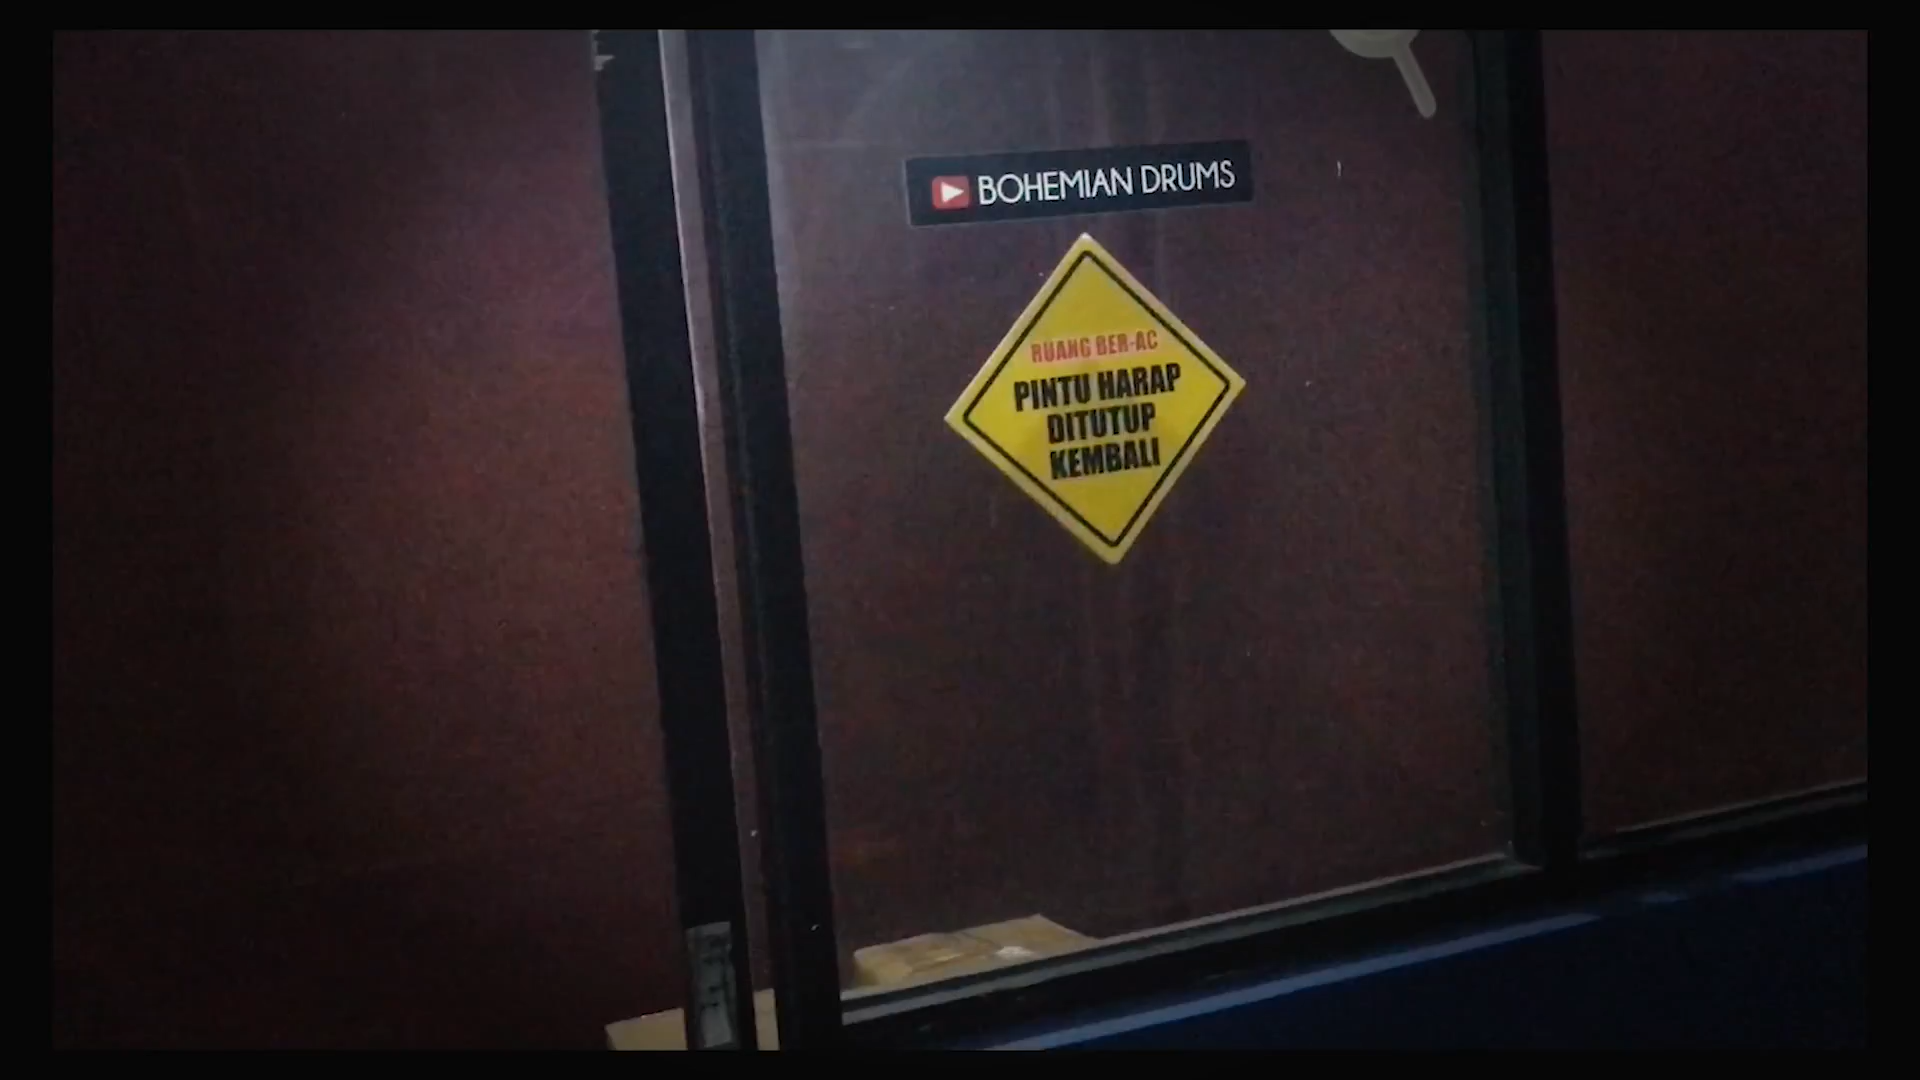 BOHEMIAN DRUMS
RUANG BER-AC
PINTU HARAP
DITUTUP
KEMBALI